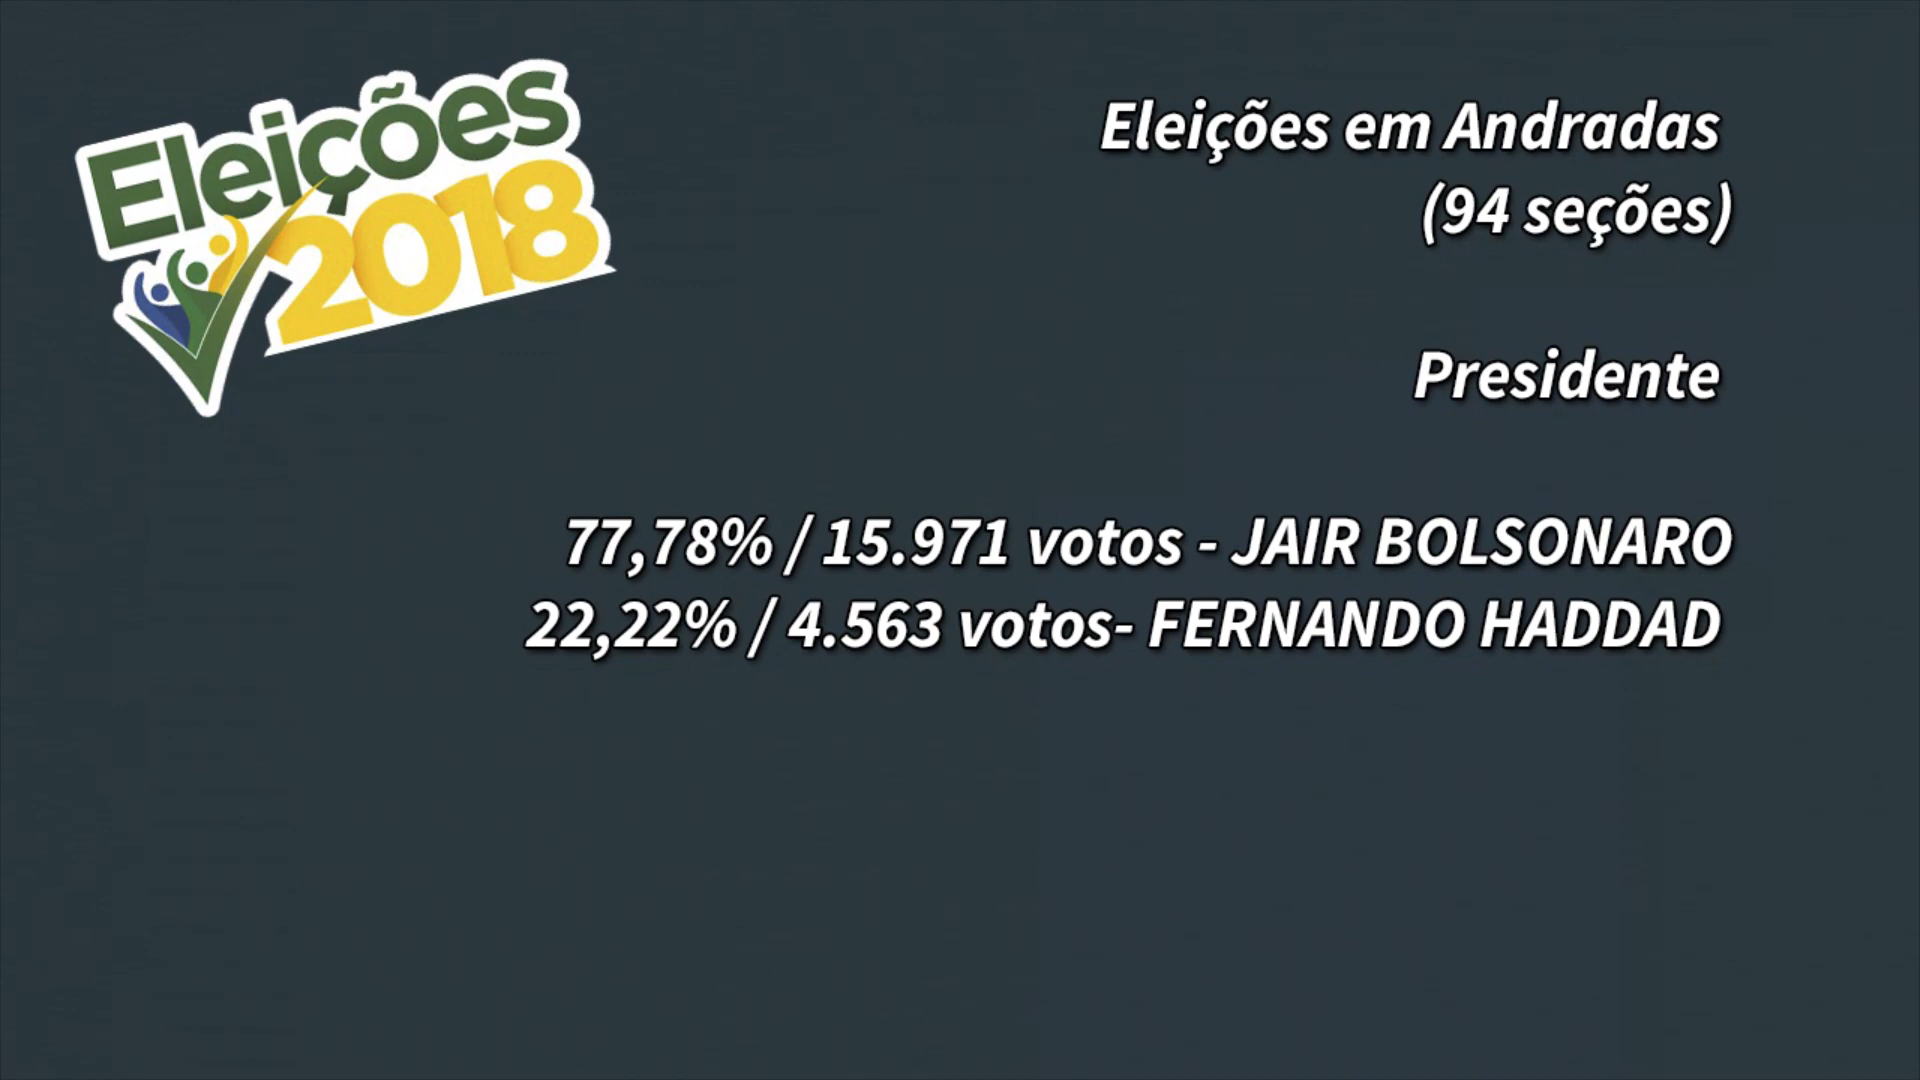 Eleições
2018
Eleições em Andradas
(94 seções)
Presidente
77,78% / 15.971 votos - JAIR BOLSONARO
22,22% / 4.563 votos- FERNANDO HADDAD